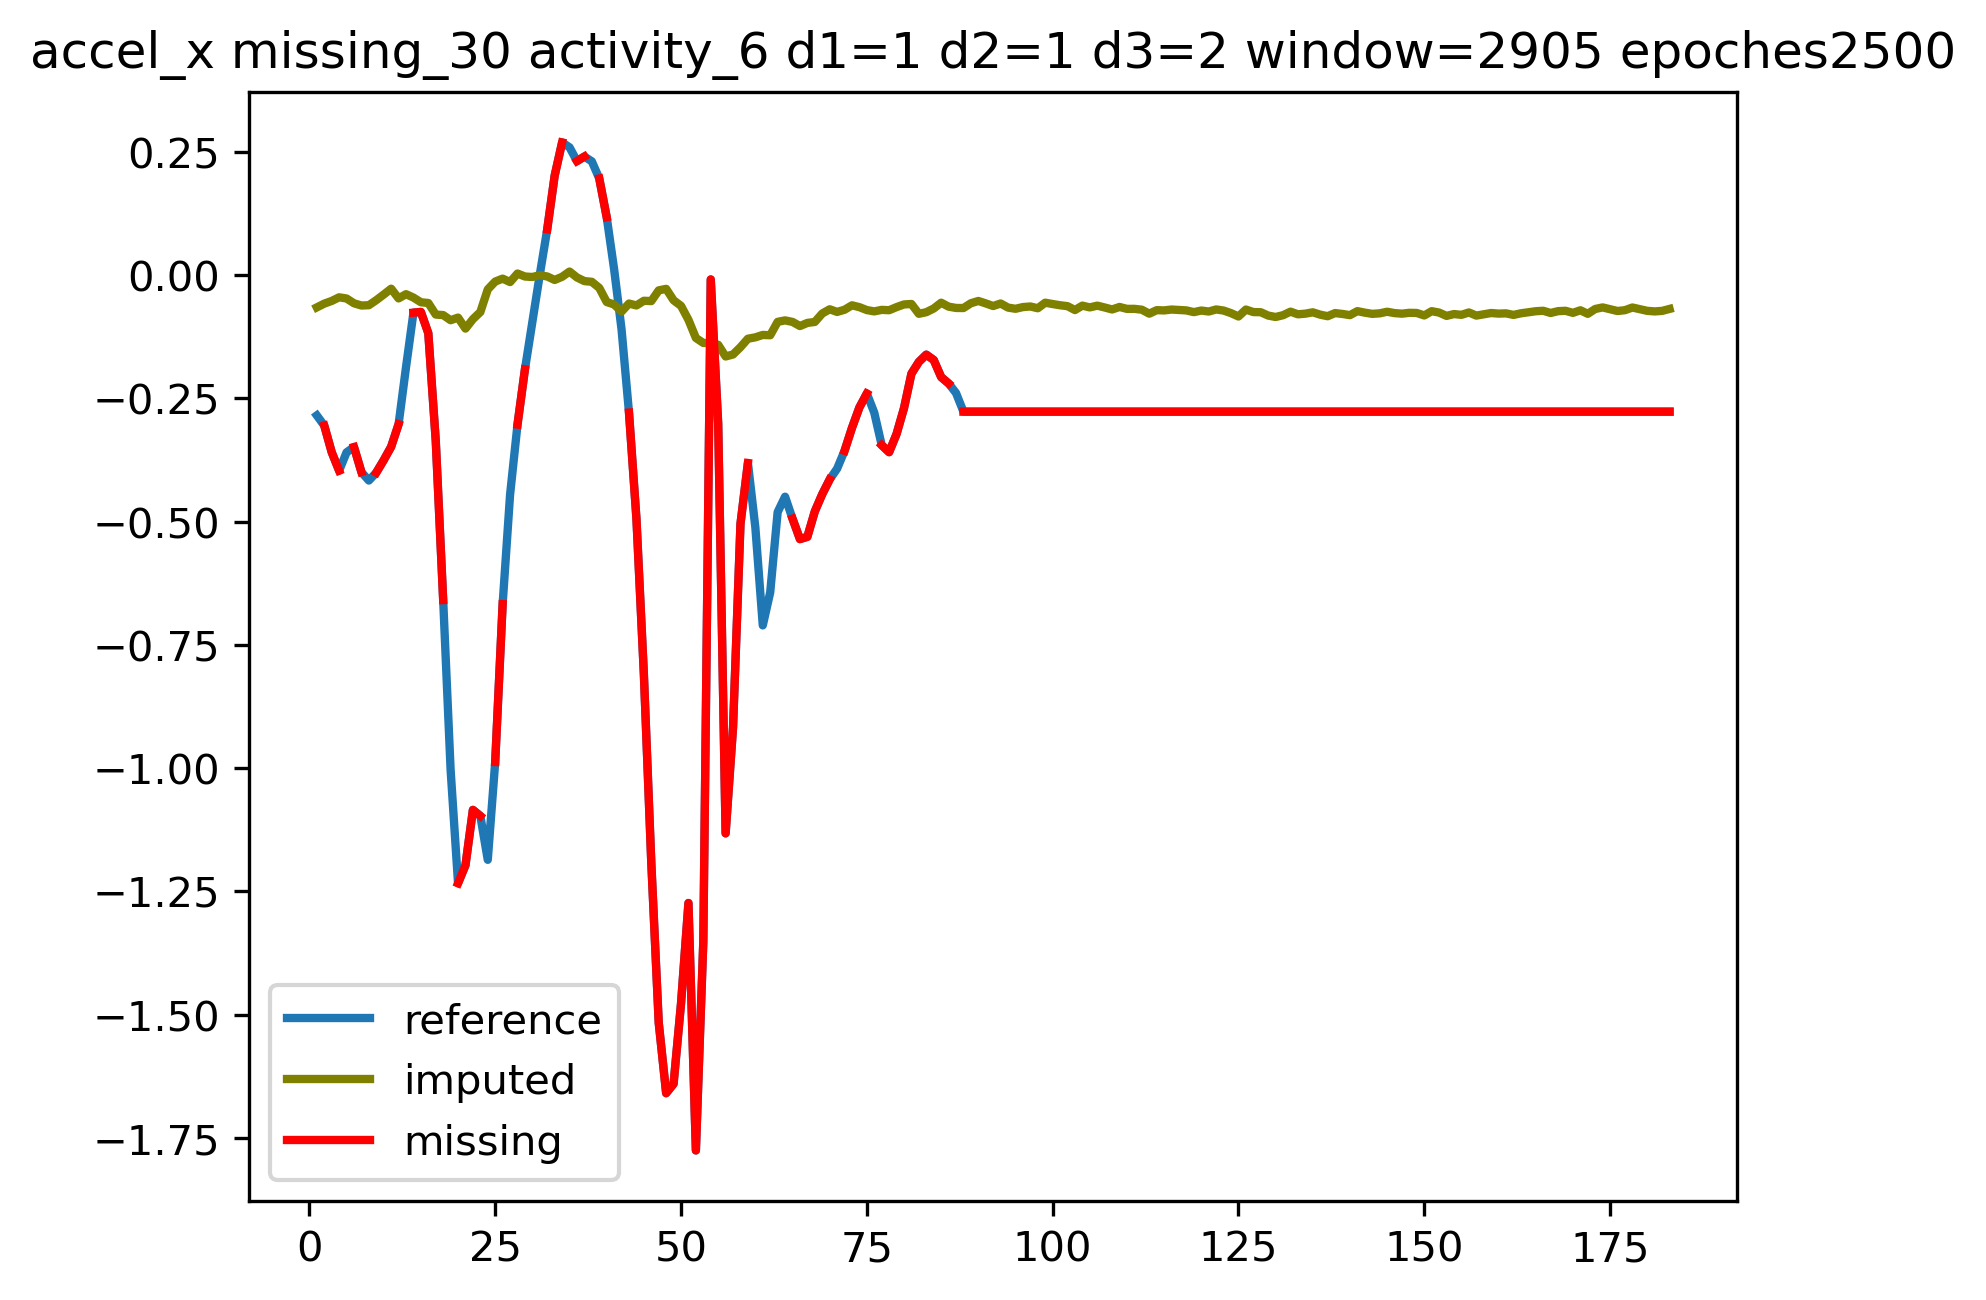 accel_x missing_30 activity_6 d1=1 d2=1 d3=2 window=2905 epoches2500
0.25
0.00
−0.25
−0.50
−0.75
−1.00
−1.25
−1.50
−1.75
reference
imputed
missing
0 25 50 75 100 125 150 175